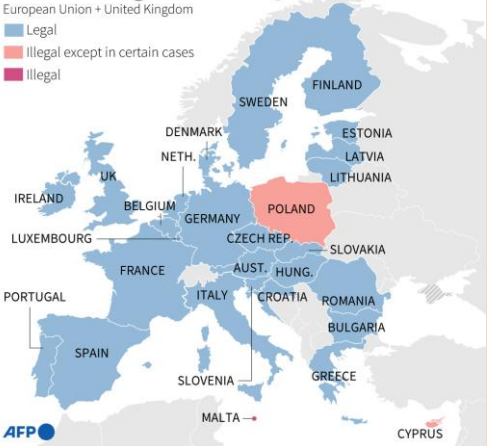 European Union + United Kingdom
Legal
Illegal except in certain cases
Illegal
FINLAND
SWEDEN
DENMARK
ESTONIA
NETH.
LATVIA
LITHUANIA
UK
IRELAND
BELGIUM
POLAND
GERMANY
LUXEMBOURG
CZECH REP.
SLOVAKIA
FRANCE
AUST.
HUNG.
PORTUGAL
ITALY
CROATIA
ROMANIA
BULGARIA
SPAIN
SLOVENIA
GREECE
MALTA
AFP
CYPRUS